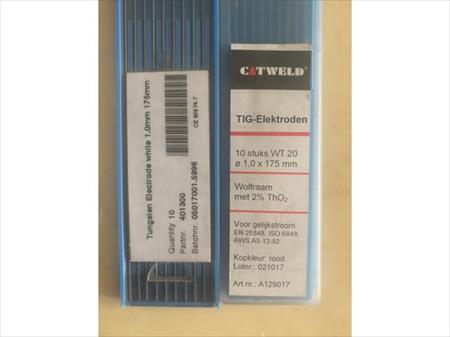 Tungsten Electrode white 1.0mm 175mm
Quantity 10
Partnr. 401300
Batchnr. 05017001.5996
CATWELD®
TIG-Elektroden
10 stuks WT 20
ø 1,0 x 175 mm
Wolfraam
met 2% ThO₂
Voor gelijkstroom.
EN 26848, ISO 6848,
AWS A5-12-92
Kopkleur: rood
Lotnr.: 021017
Art.nr.: A129017